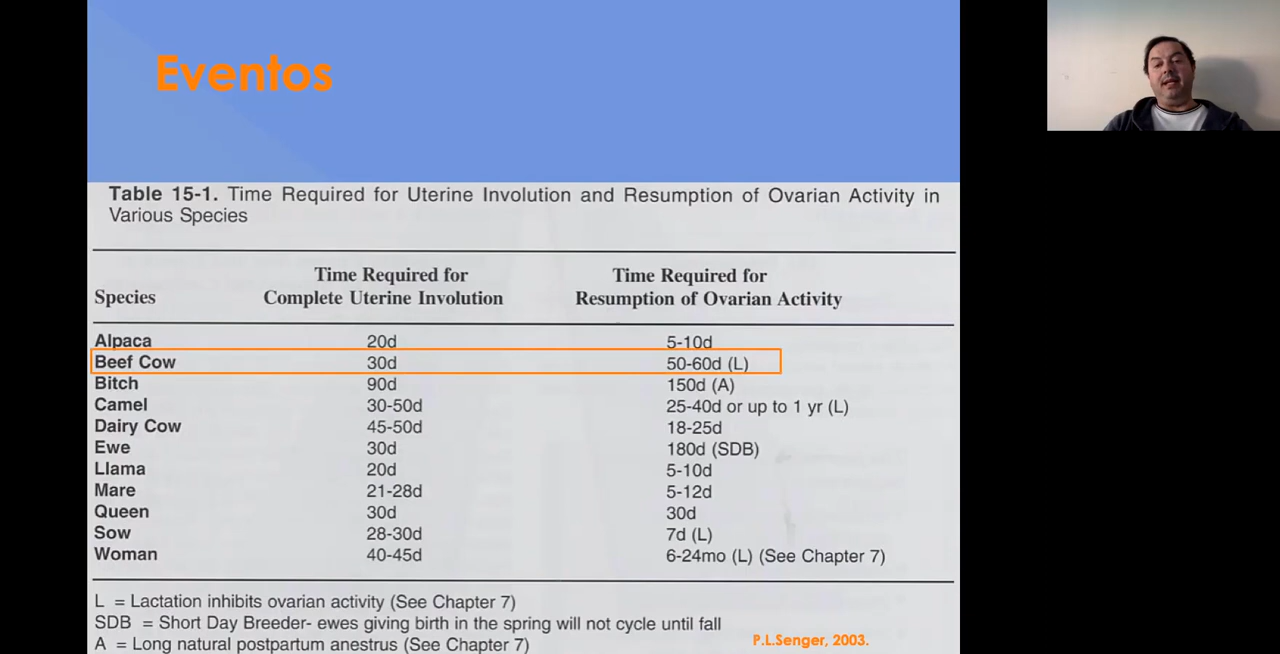 Eventos
Table 15-1. Time Required for Uterine Involution and Resumption of Ovarian Activity in
Various Species
Species Time Required for Complete Uterine Involution Time Required for Resumption of Ovarian Activity
Alpaca 20d 5-10d
Beef Cow 30d 50-60d (L)
Bitch 90d 150d (A)
Camel 30-50d 25-40d or up to 1 yr (L)
Dairy Cow 45-50d 18-25d
Ewe 30d 180d (SDB)
Llama 20d 5-10d
Mare 21-28d 5-12d
Queen 30d 30d
Sow 28-30d 7d (L)
Woman 40-45d 6-24mo (L) (See Chapter 7)
L = Lactation inhibits ovarian activity (See Chapter 7)
SDB = Short Day Breeder- ewes giving birth in the spring will not cycle until fall
A = Long natural postpartum anestrus (See Chapter 7)
P.L.Senger, 2003.